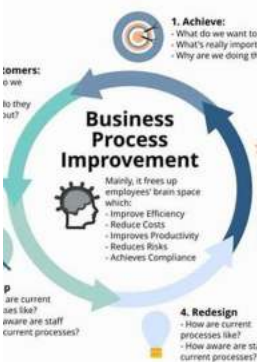 1. Achieve:
- What do we want to
- What's really import
- Why are we doing th
tomers:
o we
do they
out?
Business
Process
Improvement
Mainly, it frees up
employees' brain space
which:
- Improve Efficiency
- Reduce Costs
- Improves Productivity
- Reduces Risks
- Achieves Compliance
p
are current
ses like?
aware are staff
current processes?
4. Redesign
- How are current
processes like?
- How aware are sta
current processes?